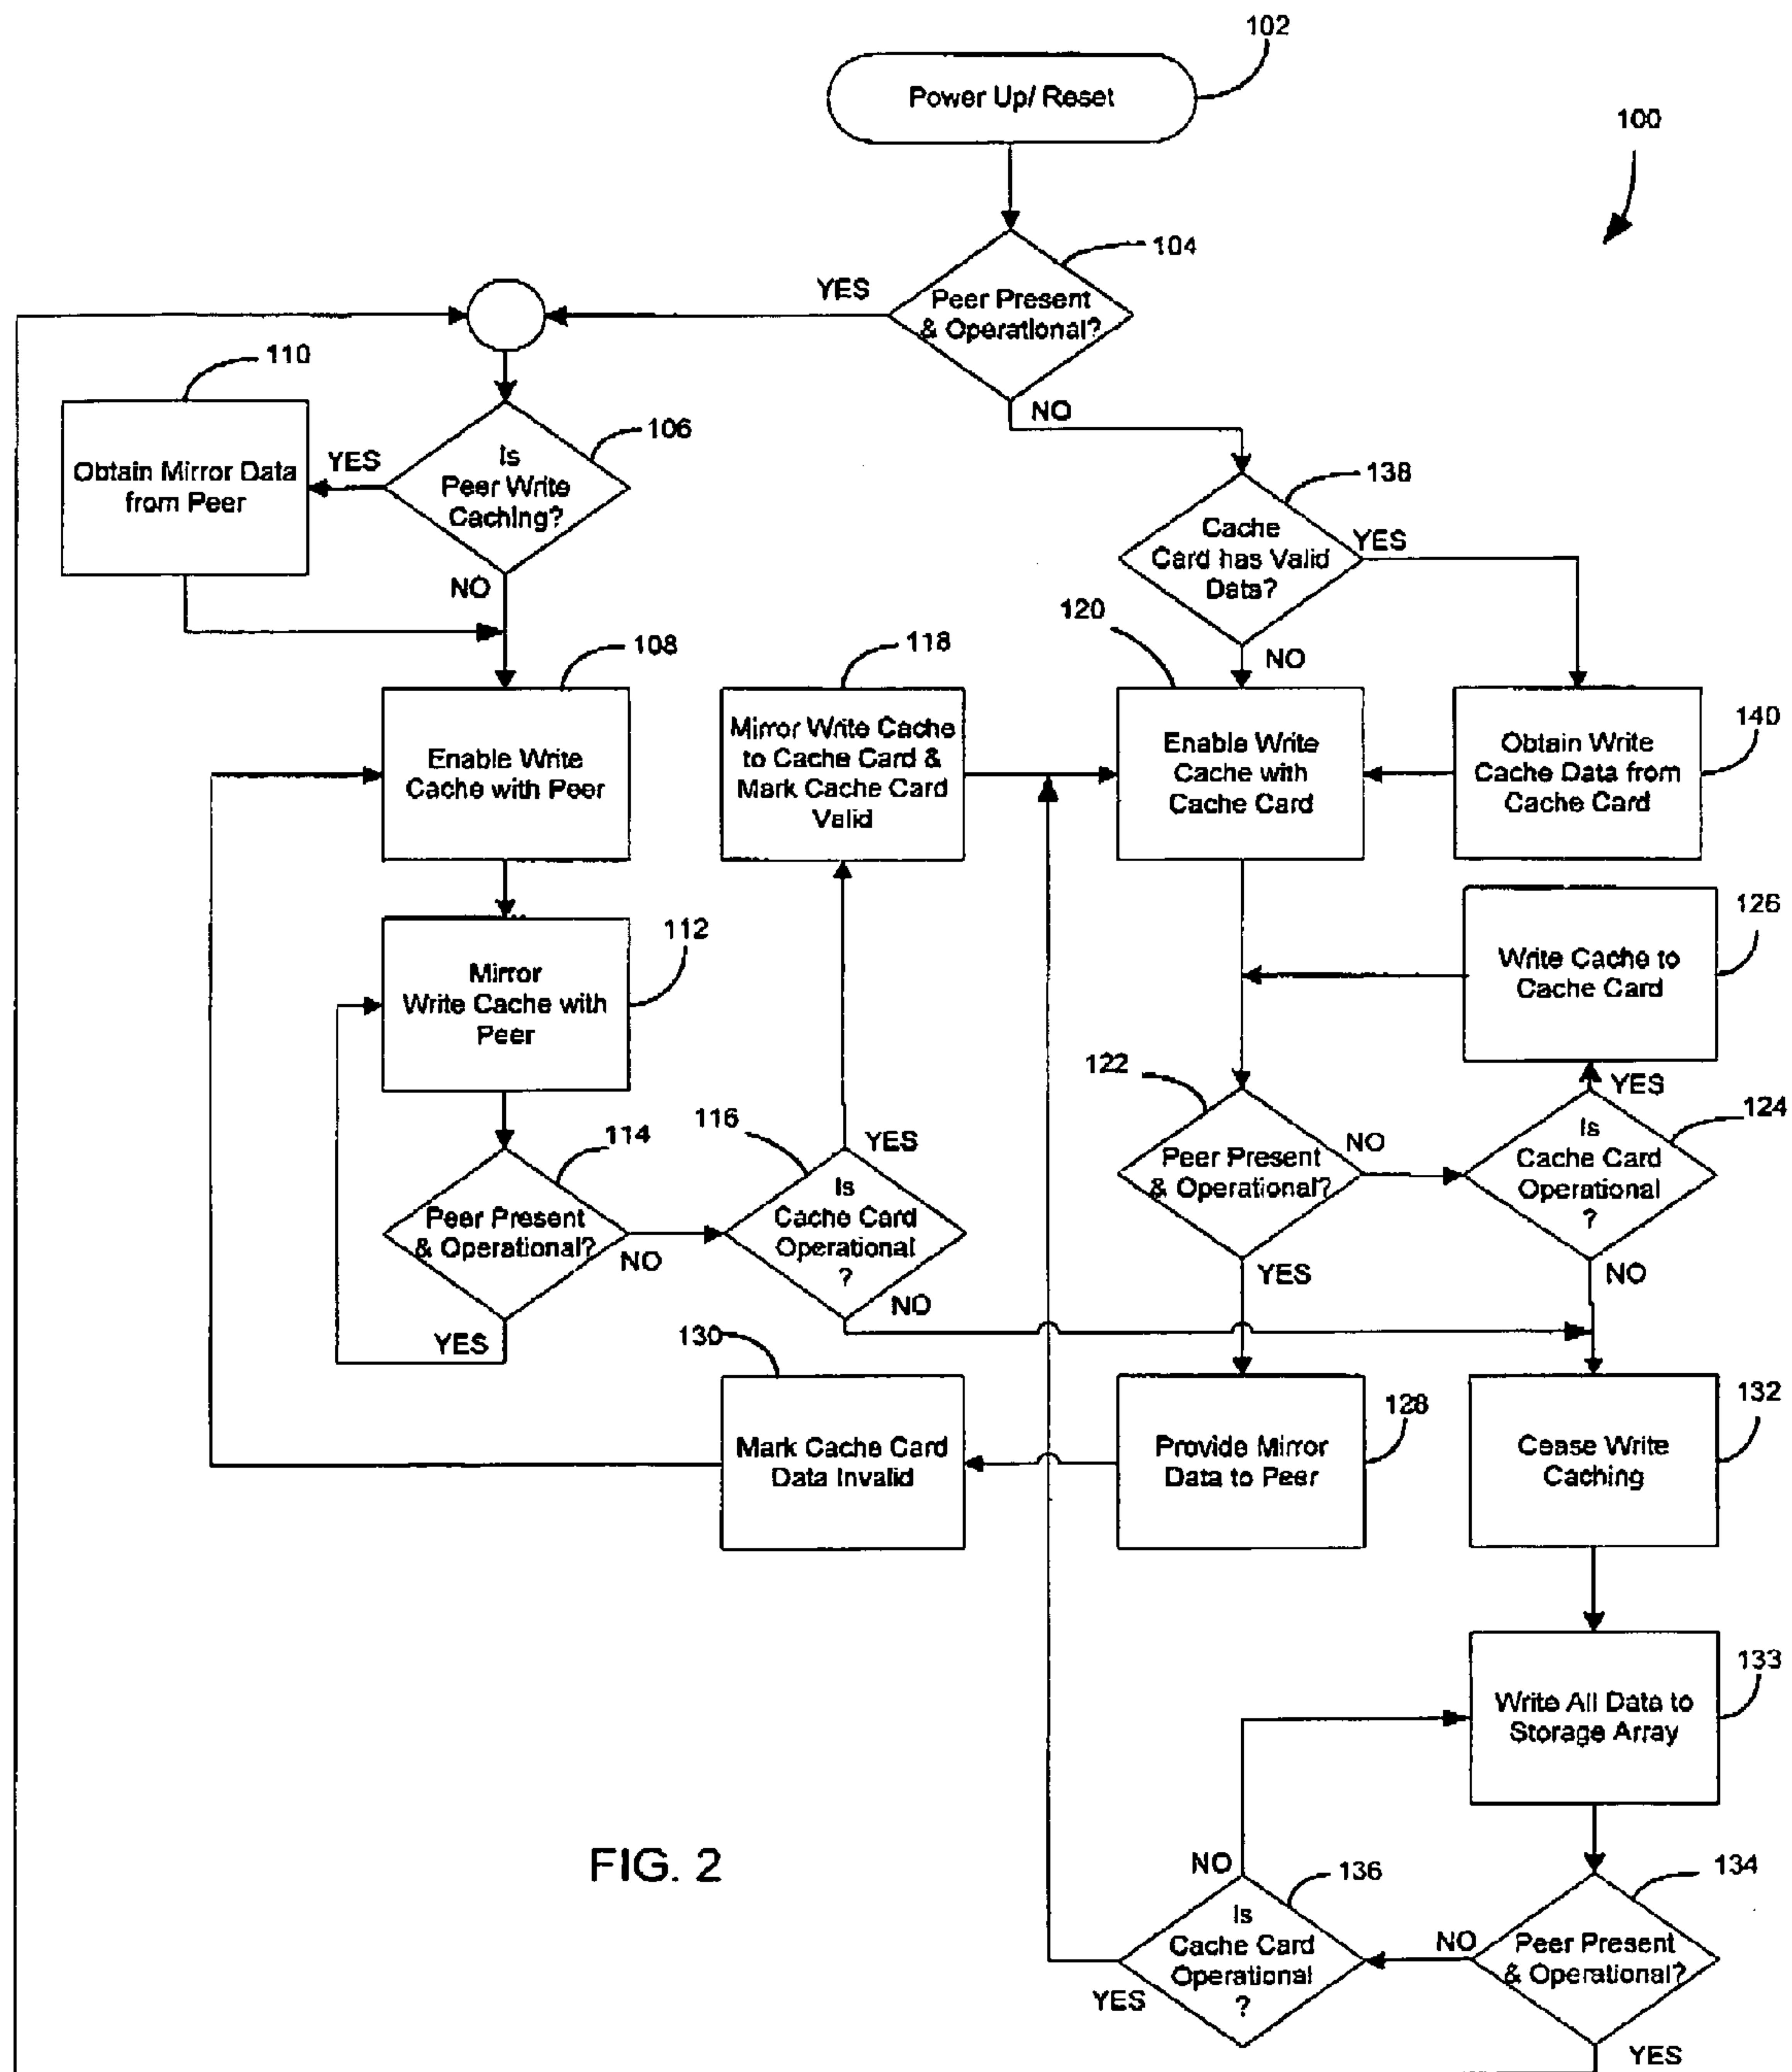 102
Power Up/ Reset
100
104
YES
Peer Present
& Operational?
NO
110
106
Obtain Mirror Data
from Peer
YES
Is
Peer Write
Caching?
NO
138
Cache
Card has Valid
Data?
YES
NO
120
118
108
Enable Write
Cache with Peer
Mirror Write Cache
to Cache Card &
Mark Cache Card
Valid
Enable Write
Cache with
Cache Card
Obtain Write
Cache Data from
Cache Card
140
112
Mirror
Write Cache with
Peer
126
Write Cache to
Cache Card
122
YES
124
114
116
YES
Peer Present
& Operational?
NO
Is
Cache Card
Operational
?
Peer Present
& Operational?
NO
Is
Cache Card
Operational
?
YES
NO
YES
NO
130
Mark Cache Card
Data Invalid
Provide Mirror
Data to Peer
128
Cease Write
Caching
132
Write All Data to
Storage Array
133
FIG. 2
NO
136
134
Is
Cache Card
Operational
?
YES
NO
Peer Present
& Operational?
YES